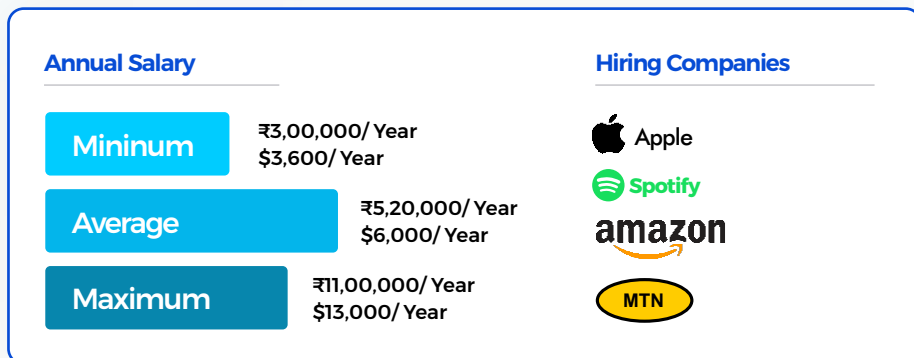 Annual Salary
Mininum
₹3,00,000/ Year
$3,600/ Year
Average
₹5,20,000/ Year
$6,000/ Year
Maximum
₹11,00,000/ Year
$13,000/ Year
Hiring Companies
Apple
Spotify
amazon
MTN